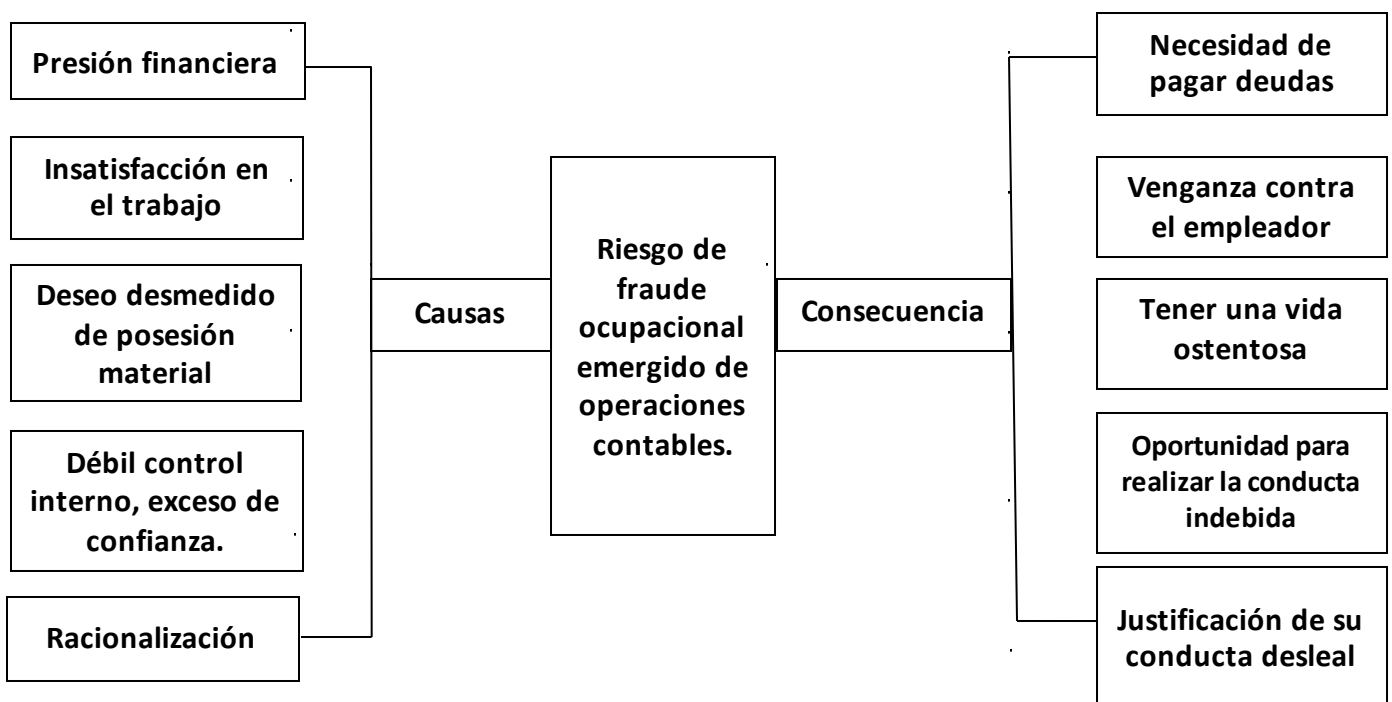 Presión financiera
Insatisfacción en
el trabajo
Deseo desmedido
de posesión
material
Débil control
interno, exceso de
confianza.
Racionalización
Causas
Riesgo de
fraude
ocupacional
emergido de
operaciones
contables.
Consecuencia
Necesidad de
pagar deudas
Venganza contra
el empleador
Tener una vida
ostentosa
Oportunidad para
realizar la conducta
indebida
Justificación de su
conducta desleal